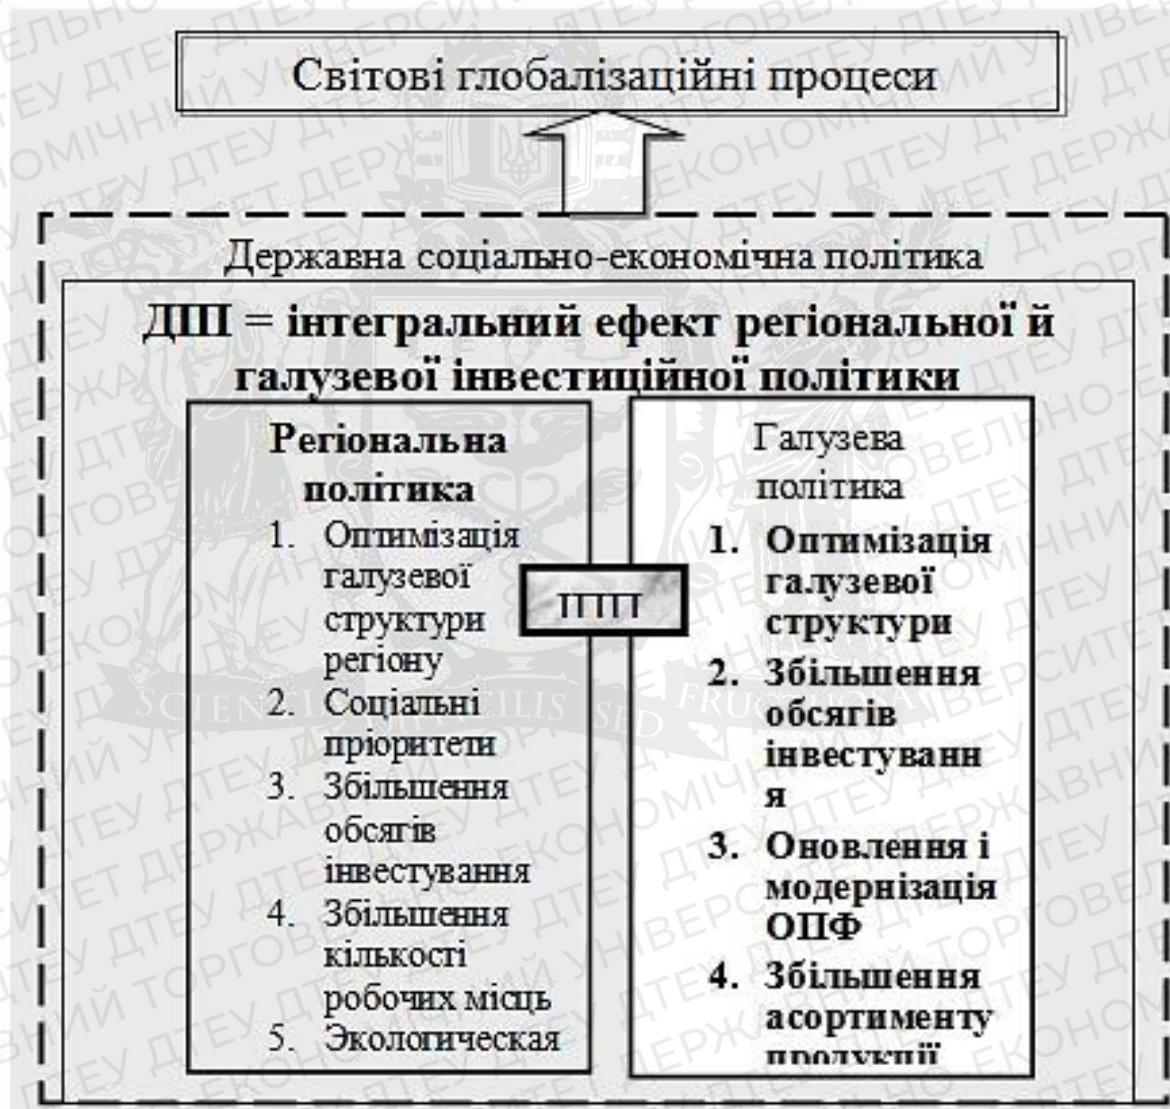 Світові глобалізаційні процеси
Державна соціально-економічна політика
ДІП = інтегральний ефект регіональної й
галузевої інвестиційної політики
Регіональна
політика
1. Оптимізація
галузевої
структури
регіону
2. Соціальні
пріоритети
3. Збільшення
обсягів
інвестування
4. Збільшення
кількості
робочих місць
5. Экологическая
Галузева
політика
1. Оптимізація
галузевої
структури
2. Збільшення
обсягів
інвестуванн
я
3. Оновлення і
модернізація
ОПФ
4. Збільшення
асортименту
продукції